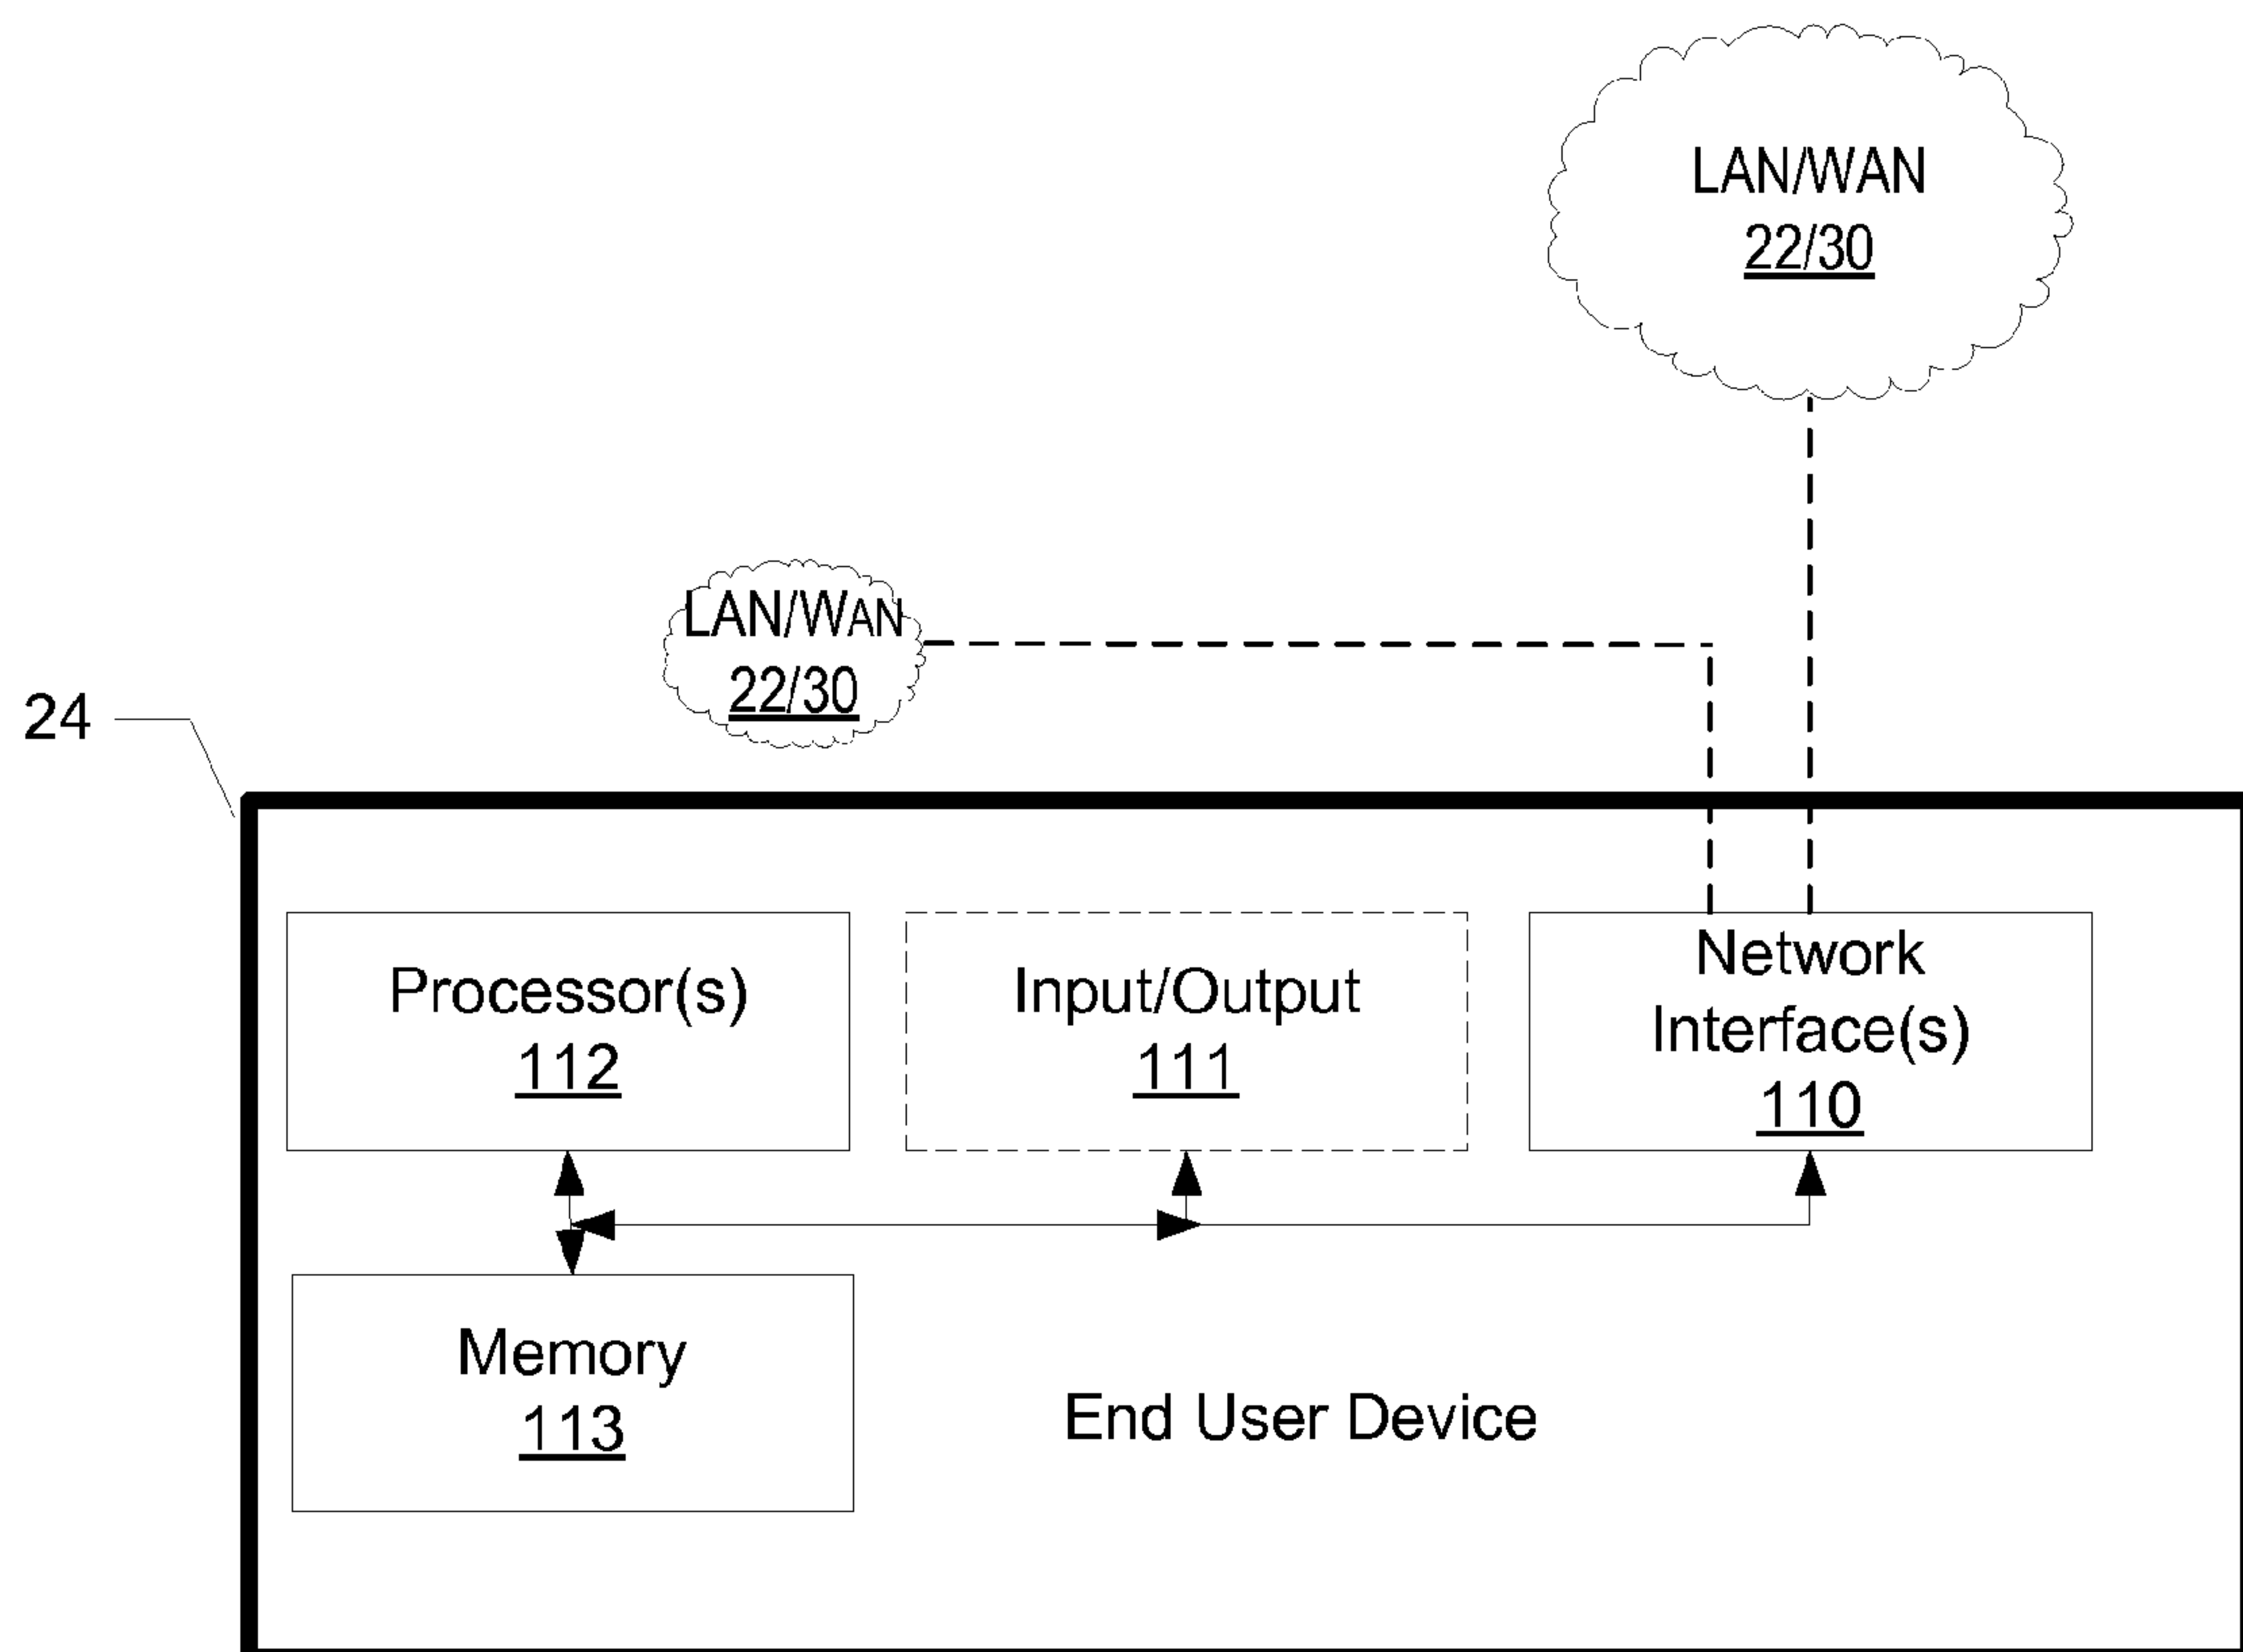 LAN/WAN
22/30
LAN/WAN
22/30
24
Processor(s)
112
Input/Output
111
Network
Interface(s)
110
Memory
113
End User Device